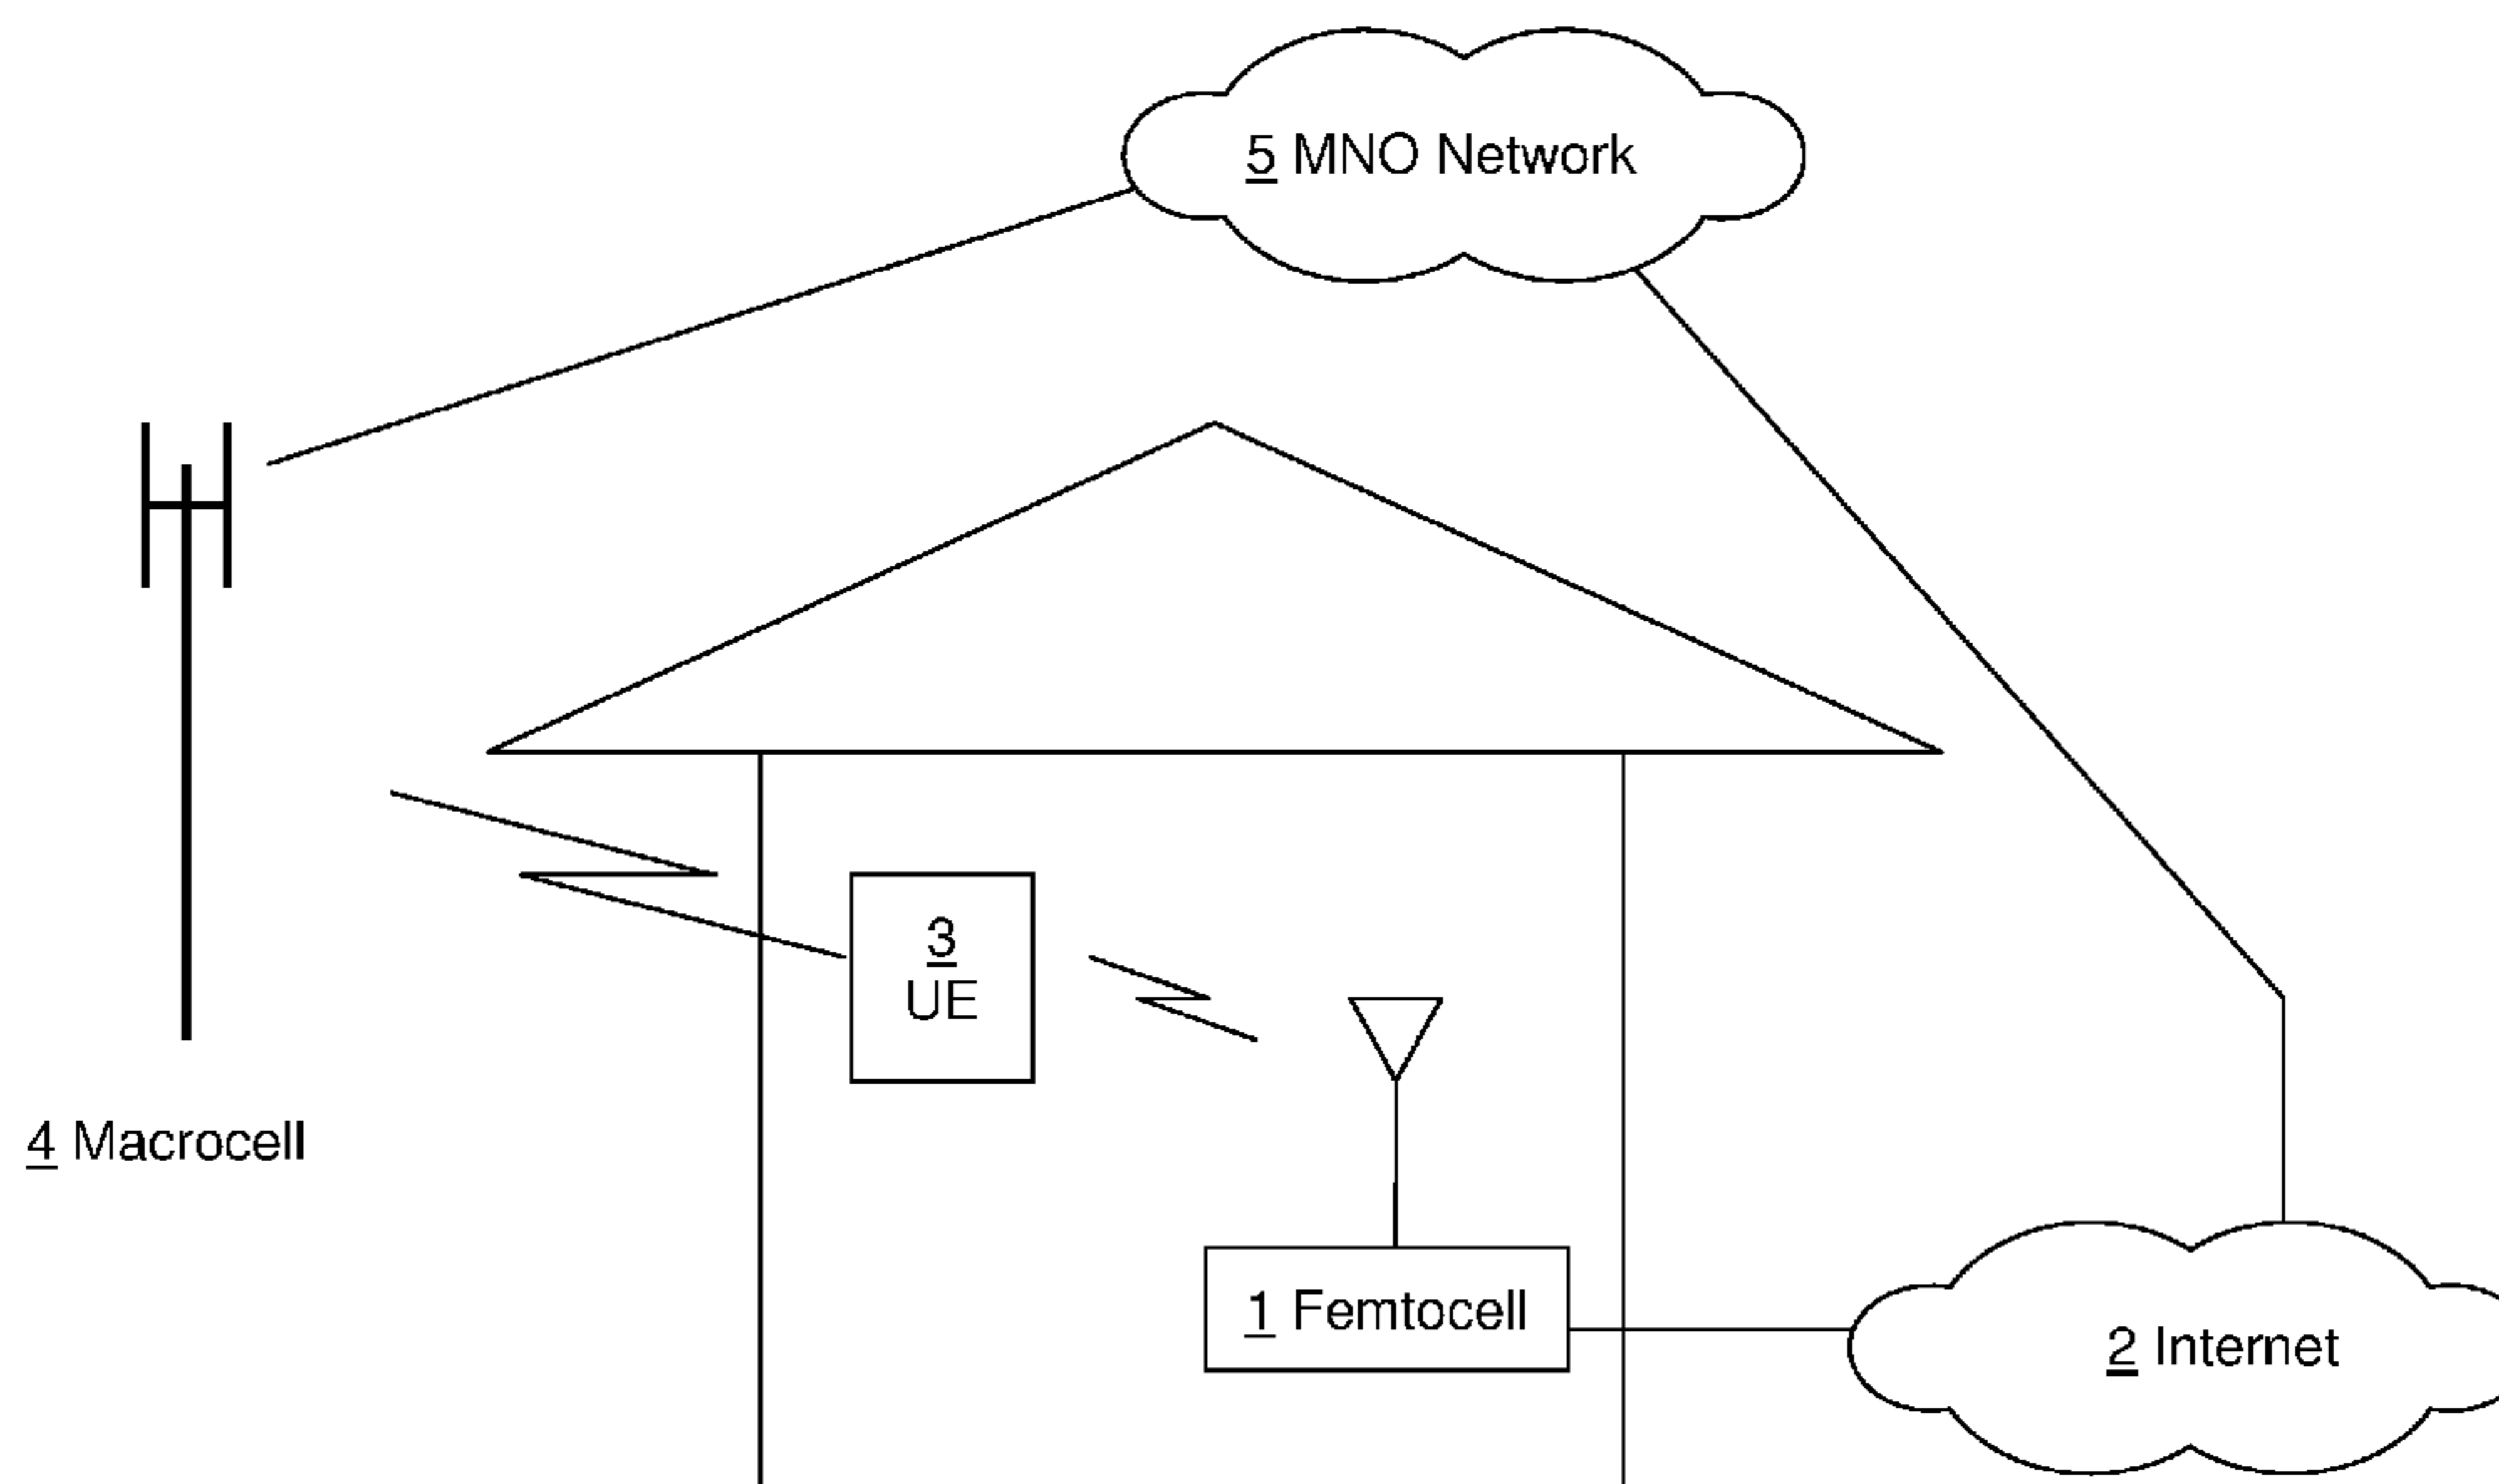 5 MNO Network
3
UE
4 Macrocell
1 Femtocell
2 Internet